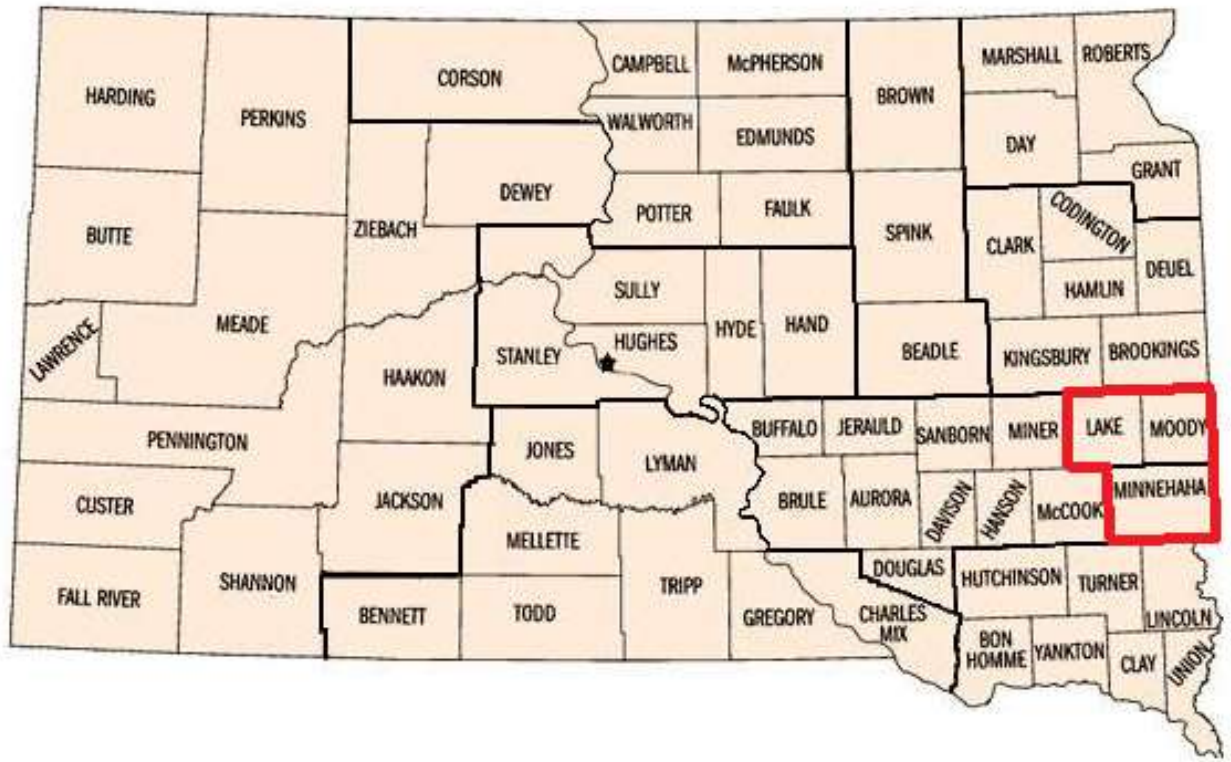 HARDING
PERKINS
CORSON
CAMPBELL
McPHERSON
BROWN
MARSHALL
ROBERTS
WALWORTH
EDMUNDS
DAY
GRANT
BUTTE
ZIEBACH
DEWEY
POTTER
FAULK
SPINK
CLARK
CODINGTON
DEUEL
HAMLIN
LAWRENCE
MEADE
SULLY
HYDE
HAND
STANLEY
HUGHES
BEADLE
KINGSBURY
BROOKINGS
HAAKON
PENNINGTON
JONES
LYMAN
BUFFALO
JERAULD
SANBORN
MINER
LAKE
MOODY
CUSTER
JACKSON
BRULE
AURORA
DAVISON
HANSON
McCOOK
MINNEHAHA
MELLETTE
FALL RIVER
SHANNON
BENNETT
TODD
TRIPP
GREGORY
DOUGLAS
CHARLES
MIX
HUTCHINSON
TURNER
LINCOLN
BON
HOMME
YANKTON
CLAY
UNION